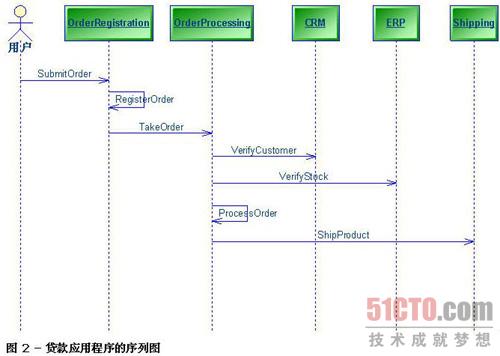 OrderRegistration
OrderProcessing
CRM
ERP
Shipping
用户
SubmitOrder
RegisterOrder
TakeOrder
VerifyCustomer
VerifyStock
ProcessOrder
ShipProduct
51CTO.com
技术成就梦想
图 2 – 贷款应用程序的序列图